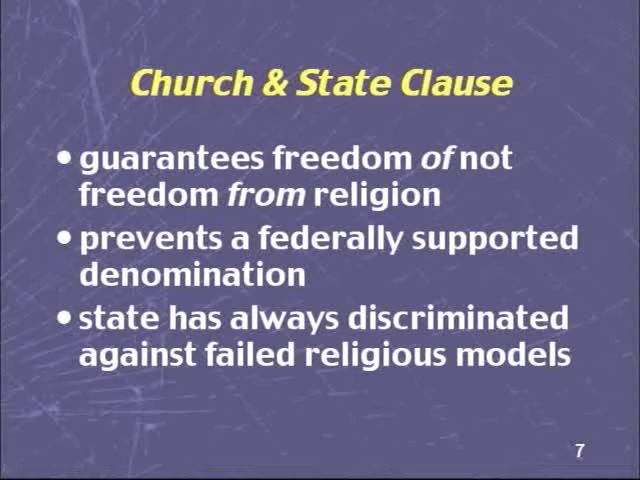 Church & State Clause
• guarantees freedom of not
freedom from religion
• prevents a federally supported
denomination
• state has always discriminated
against failed religious models
7